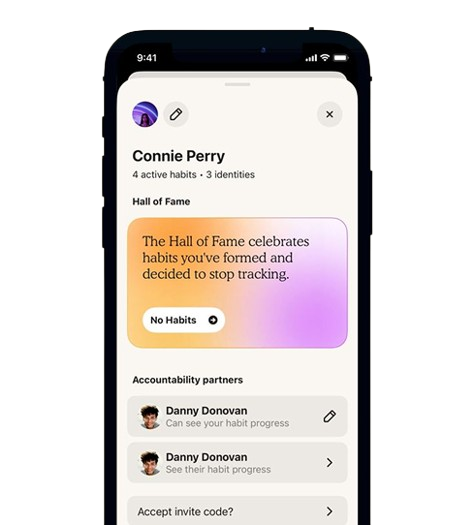 9:41
Connie Perry
4 active habits • 3 identities
Hall of Fame
The Hall of Fame celebrates
habits you've formed and
decided to stop tracking.
No Habits
Accountability partners
Danny Donovan
Can see your habit progress
Danny Donovan
See their habit progress
Accept invite code?